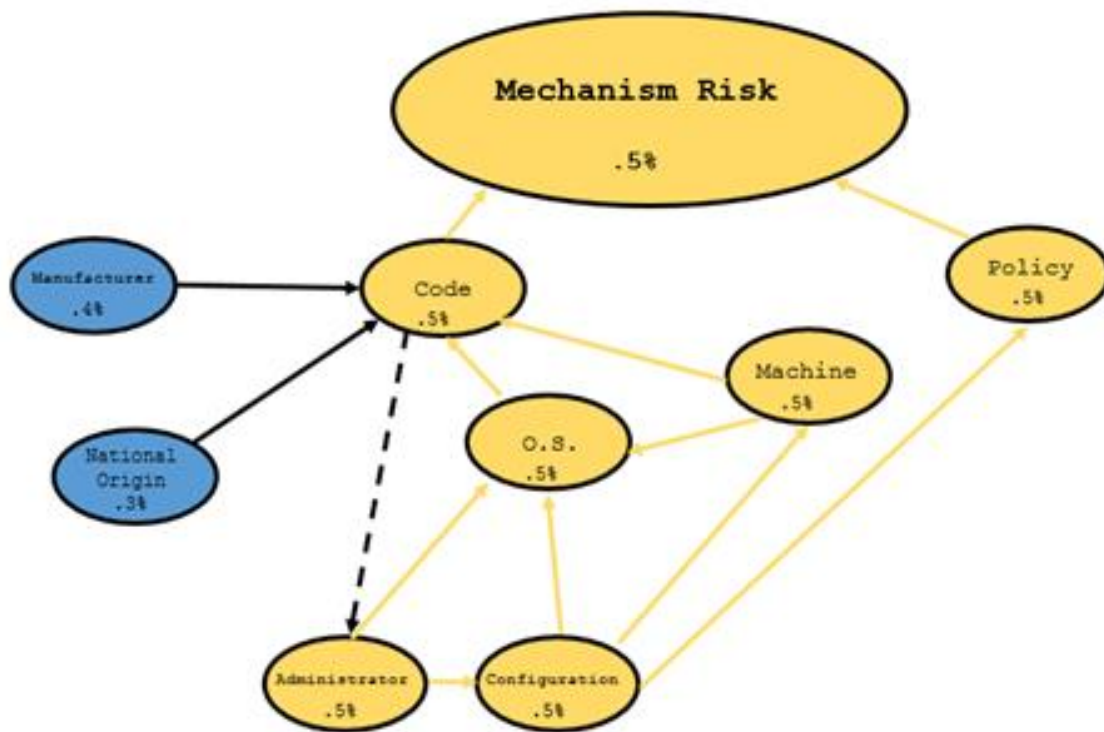 Mechanism Risk
.5%
Manufacturer
.4%
Code
.5%
Policy
.5%
Machine
.5%
O.S.
.5%
National
Origin
.3%
Administrator
.5%
Configuration
.5%